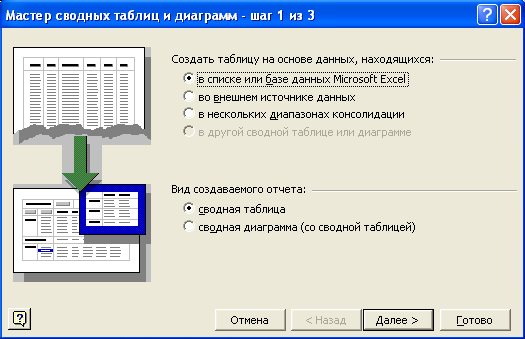 Мастер сводных таблиц и диаграмм - шаг 1 из 3
Создать таблицу на основе данных, находящихся:
в списке или базе данных Microsoft Excel
во внешнем источнике данных
в нескольких диапазонах консолидации
в другой сводной таблице или диаграмме
Вид создаваемого отчета:
сводная таблица
сводная диаграмма (со сводной таблицей)
? Отмена < Назад Далее > Готово